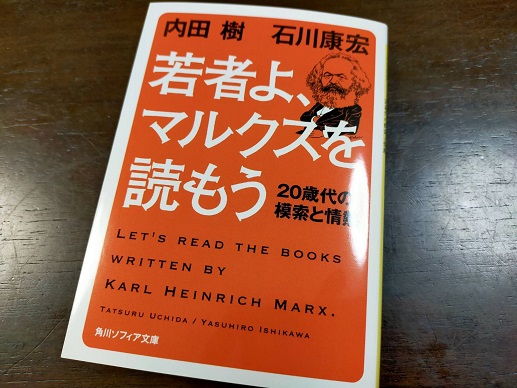 内田 樹 石川康宏
若者よ、
マルクスを
読もう
20歳代の
模索と情熱
LET'S READ THE BOOKS
WRITTEN BY
KARL HEINRICH MARX.
TATSURU UCHIDA / YASUHIRO ISHIKAWA
角川ソフィア文庫